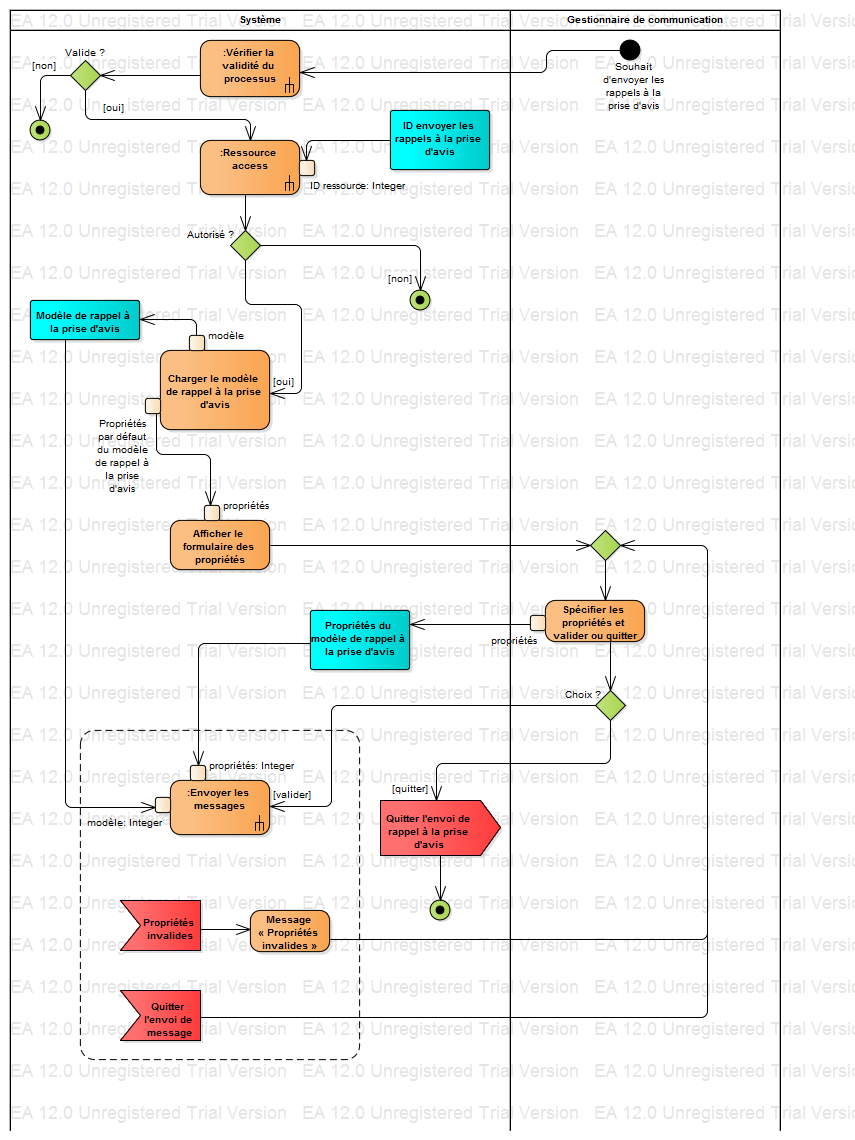 Système
Gestionnaire de communication
Valide ?
[non]
:Vérifier la
validité du
processus
Souhait
d'envoyer les
rappels à la
prise d'avis
[oui]
ID envoyer les
rappels à la prise
d'avis
:Ressource
access
ID ressource: Integer
Autorisé ?
[non]
Modèle de rappel à
la prise d'avis
modèle
Charger le modèle
de rappel à la prise
d'avis
[oui]
Propriétés
par défaut
du modèle
de rappel à
la prise
d'avis
propriétés
Afficher le
formulaire des
propriétés
Spécifier les
propriétés et
valider ou quitter
propriétés
Propriétés du
modèle de rappel à
la prise d'avis
Choix ?
propriétés: Integer
:Envoyer les
messages
[valider]
modèle: Integer
[quitter]
Quitter l'envoi de
rappel à la prise
d'avis
Propriétés
invalides
Message
« Propriétés
invalides »
Quitter
l'envoi de
message
EA 12.0 Unregistered Trial Version